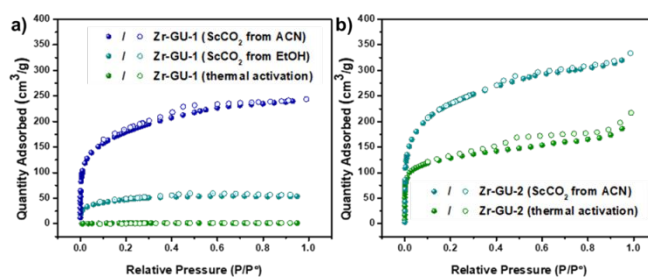 a)
Quantity Adsorbed (cm³/g)
400
350
300
250
200
150
100
50
0
/ Zr-GU-1 (ScCO₂ from ACN)
/ Zr-GU-1 (ScCO₂ from EtOH)
/ Zr-GU-1 (thermal activation)
0.0 0.2 0.4 0.6 0.8 1.0
Relative Pressure (P/P°)
b)
Quantity Adsorbed (cm³/g)
400
350
300
250
200
150
100
50
0
/ Zr-GU-2 (ScCO₂ from ACN)
/ Zr-GU-2 (thermal activation)
0.0 0.2 0.4 0.6 0.8 1.0
Relative Pressure (P/P°)